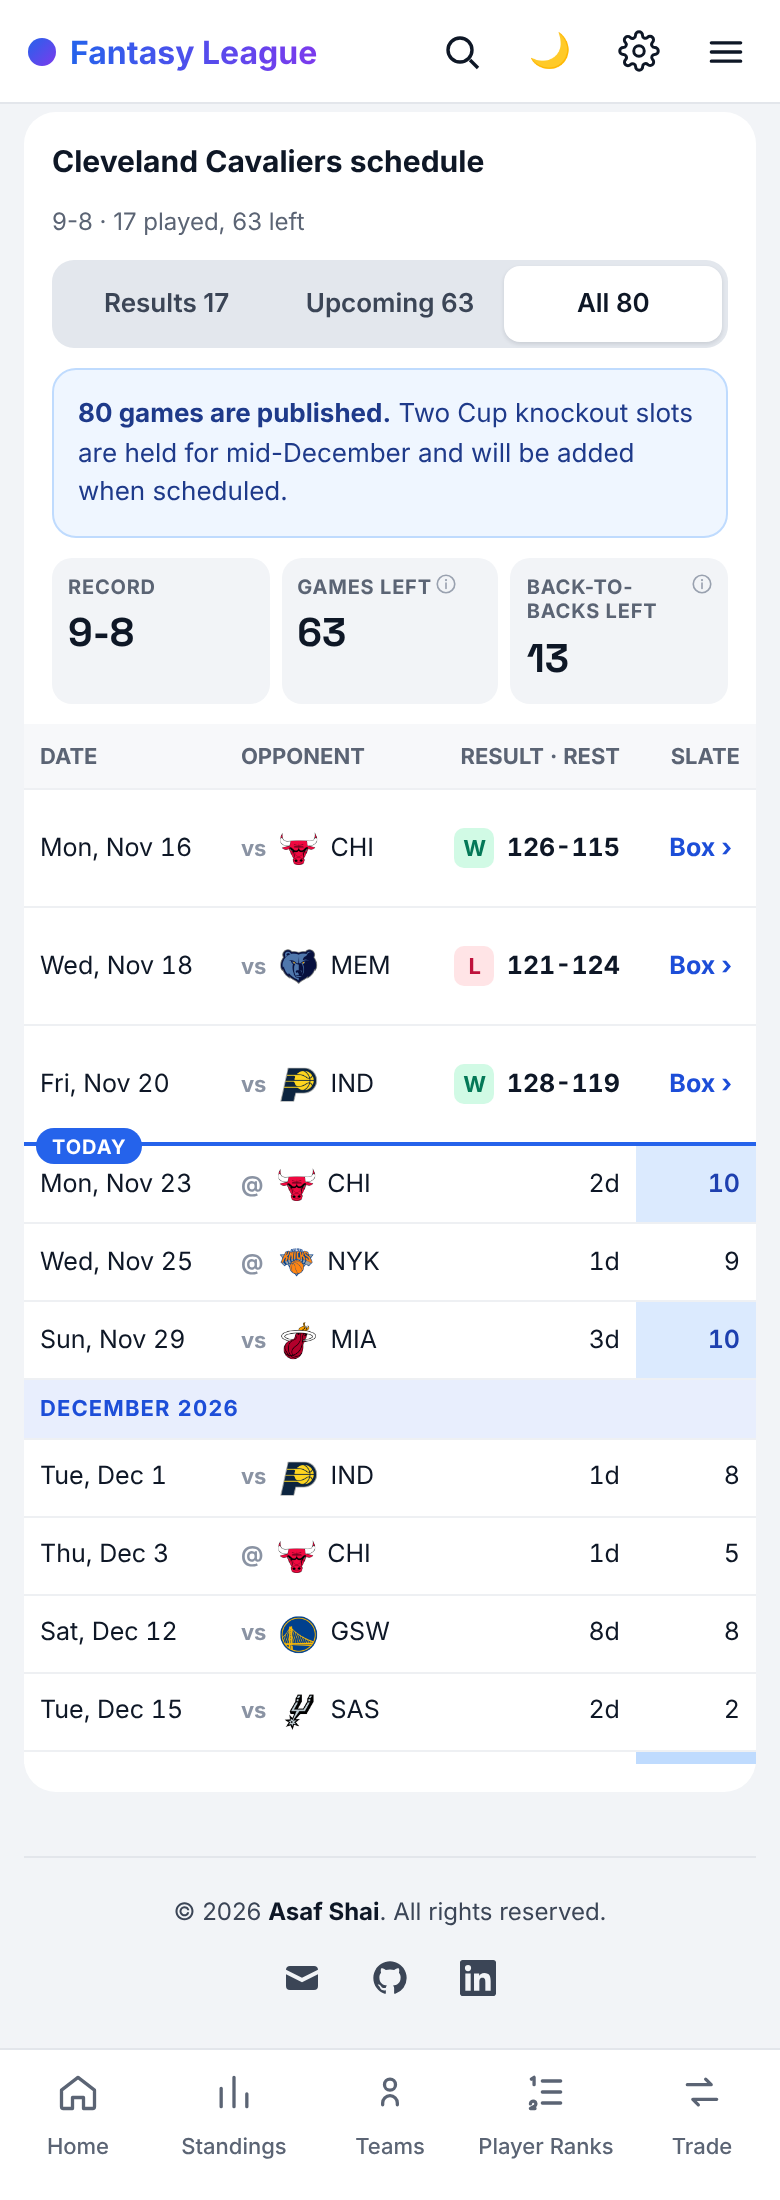 Fantasy League
Cleveland Cavaliers schedule
9-8 · 17 played, 63 left
Results 17 Upcoming 63 All 80
80 games are published. Two Cup knockout slots
are held for mid-December and will be added
when scheduled.
RECORD
9-8
GAMES LEFT
63
BACK-TO-
BACKS LEFT
13
DATE OPPONENT RESULT · REST SLATE
Mon, Nov 16 vs CHI W 126-115 Box ›
Wed, Nov 18 vs MEM L 121-124 Box ›
Fri, Nov 20 vs IND W 128-119 Box ›
TODAY
Mon, Nov 23 @ CHI 2d 10
Wed, Nov 25 @ NYK 1d 9
Sun, Nov 29 vs MIA 3d 10
DECEMBER 2026
Tue, Dec 1 vs IND 1d 8
Thu, Dec 3 @ CHI 1d 5
Sat, Dec 12 vs GSW 8d 8
Tue, Dec 15 vs SAS 2d 2
© 2026 Asaf Shai. All rights reserved.
Home Standings Teams Player Ranks Trade